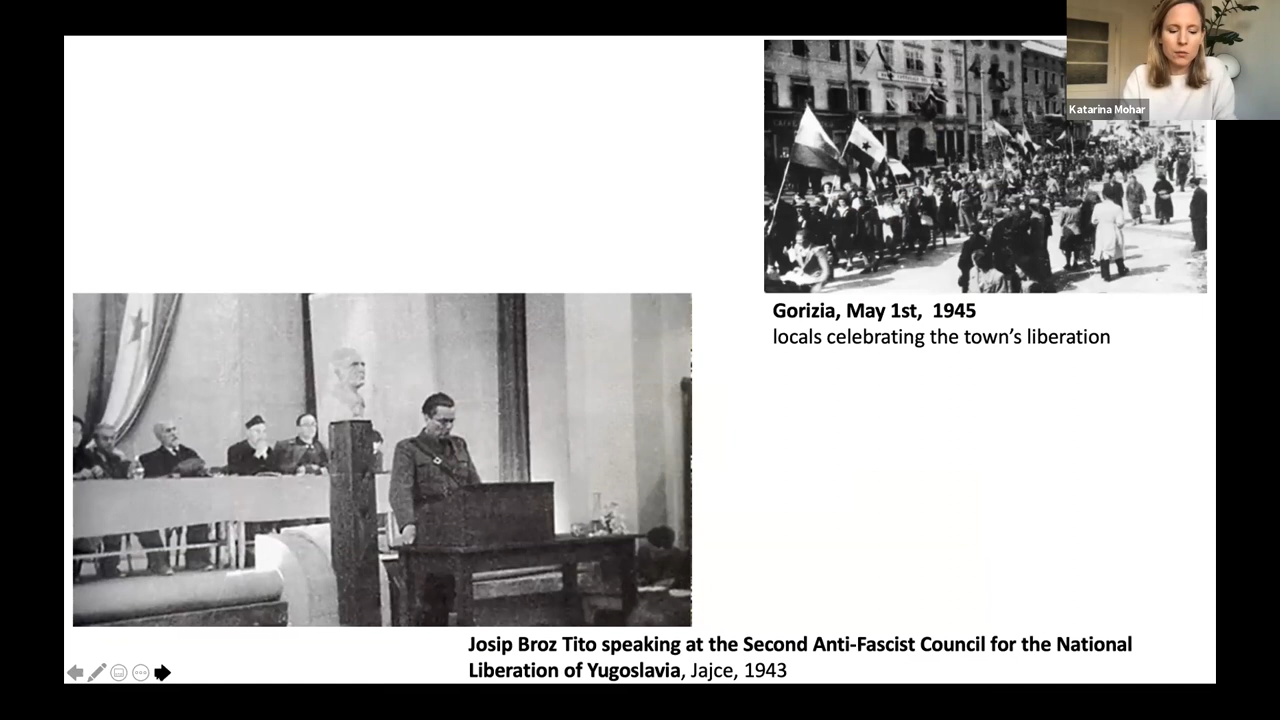 Katarina Mohar
Gorizia, May 1st, 1945
locals celebrating the town's liberation
Josip Broz Tito speaking at the Second Anti-Fascist Council for the National
Liberation of Yugoslavia, Jajce, 1943